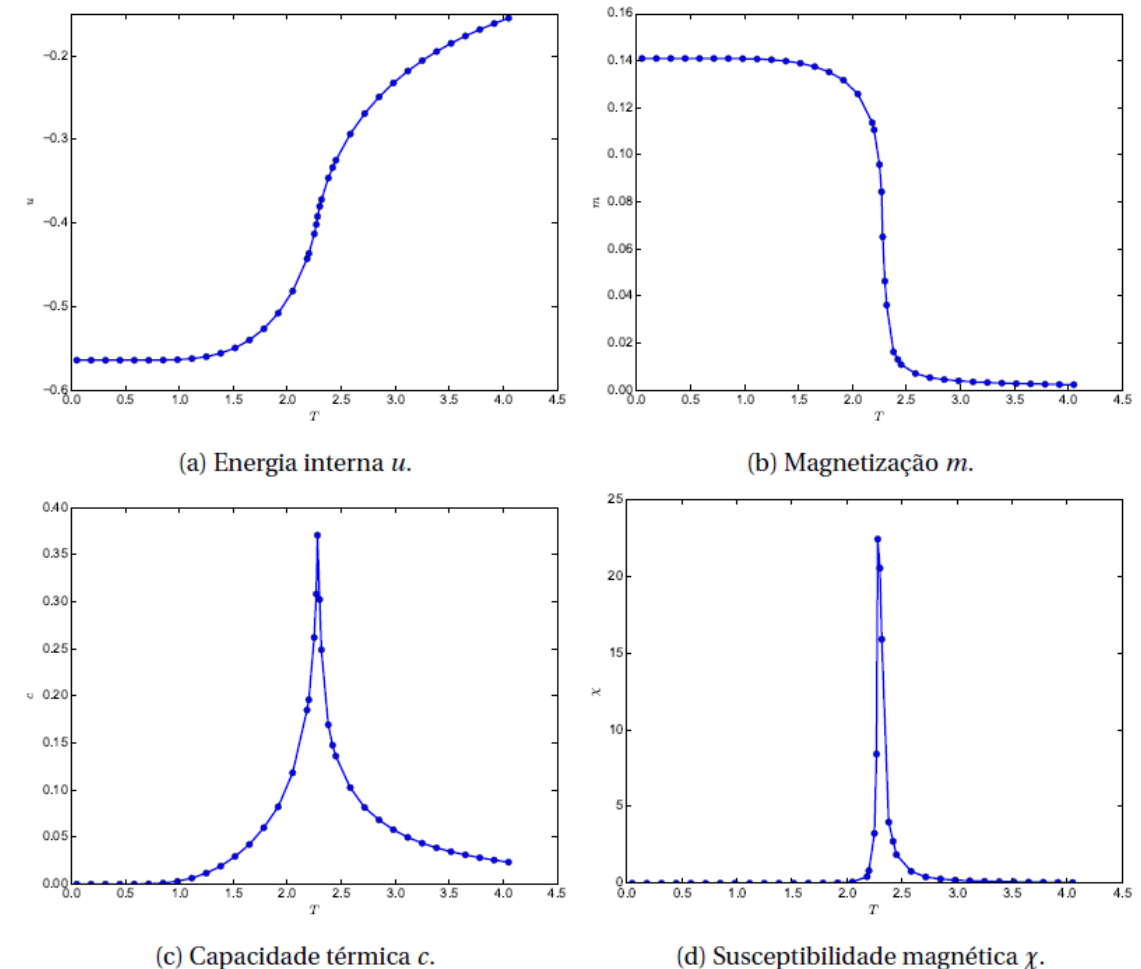 −0.2
−0.3
−0.4
−0.5
−0.6
u
0.0 0.5 1.0 1.5 2.0 2.5 3.0 3.5 4.0 4.5
T
(a) Energia interna u.
0.16
0.14
0.12
0.10
0.08
0.06
0.04
0.02
0.00
m
0.0 0.5 1.0 1.5 2.0 2.5 3.0 3.5 4.0 4.5
T
(b) Magnetização m.
0.40
0.35
0.30
0.25
0.20
0.15
0.10
0.05
0.00
c
0.0 0.5 1.0 1.5 2.0 2.5 3.0 3.5 4.0 4.5
T
(c) Capacidade térmica c.
25
20
15
10
5
0
χ
0.0 0.5 1.0 1.5 2.0 2.5 3.0 3.5 4.0 4.5
T
(d) Susceptibilidade magnética χ.